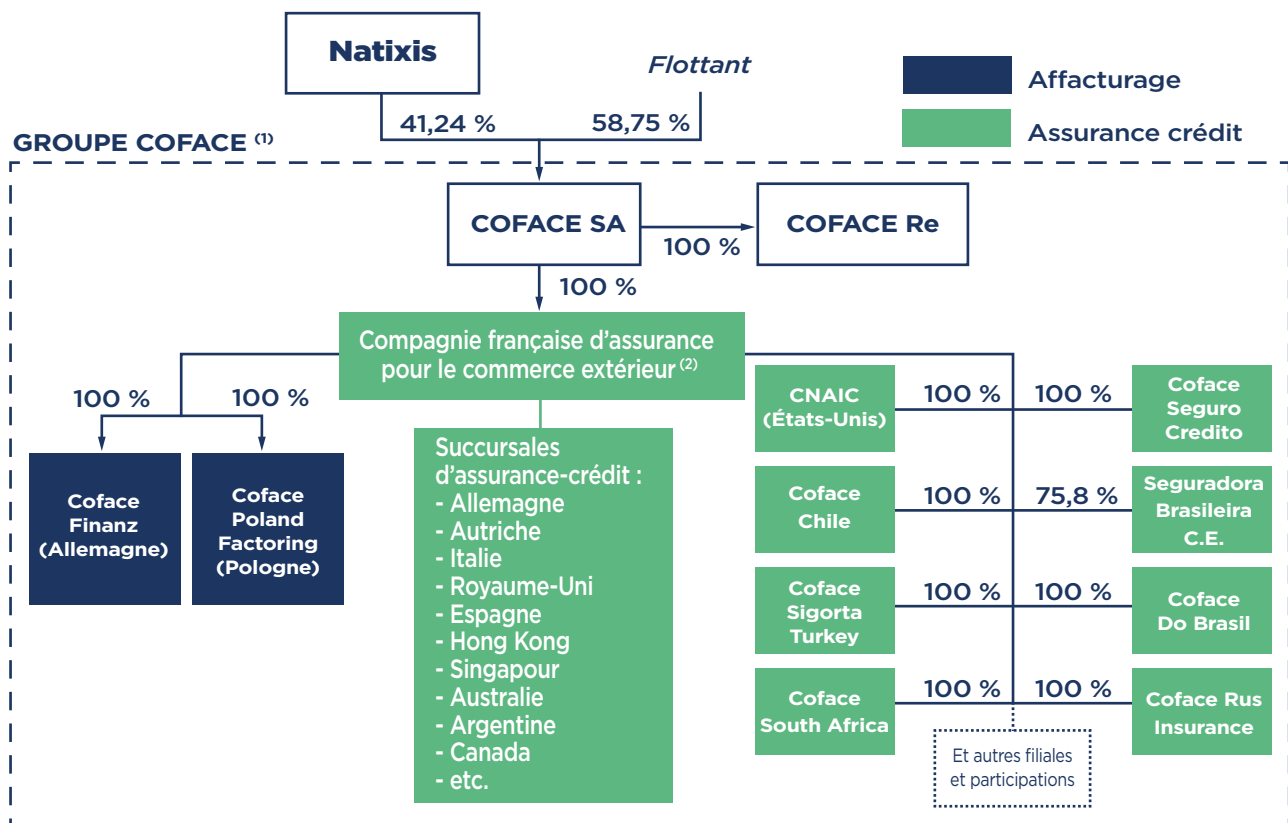 Natixis
Flottant
Affacturage
Assurance crédit
41,24 %
58,75 %
GROUPE COFACE (1)
COFACE SA
100 %
COFACE Re
100 %
Compagnie française d'assurance
pour le commerce extérieur (2)
100 %
100 %
Coface
Finanz
(Allemagne)
Coface
Poland
Factoring
(Pologne)
Succursales
d'assurance-crédit :
- Allemagne
- Autriche
- Italie
- Royaume-Uni
- Espagne
- Hong Kong
- Singapour
- Australie
- Argentine
- Canada
- etc.
CNAIC
(États-Unis)
100 %
100 %
Coface
Seguro
Credito
Coface
Chile
100 %
75,8 %
Seguradora
Brasileira
C.E.
Coface
Sigorta
Turkey
100 %
100 %
Coface
Do Brasil
Coface
South Africa
100 %
100 %
Coface Rus
Insurance
Et autres filiales
et participations